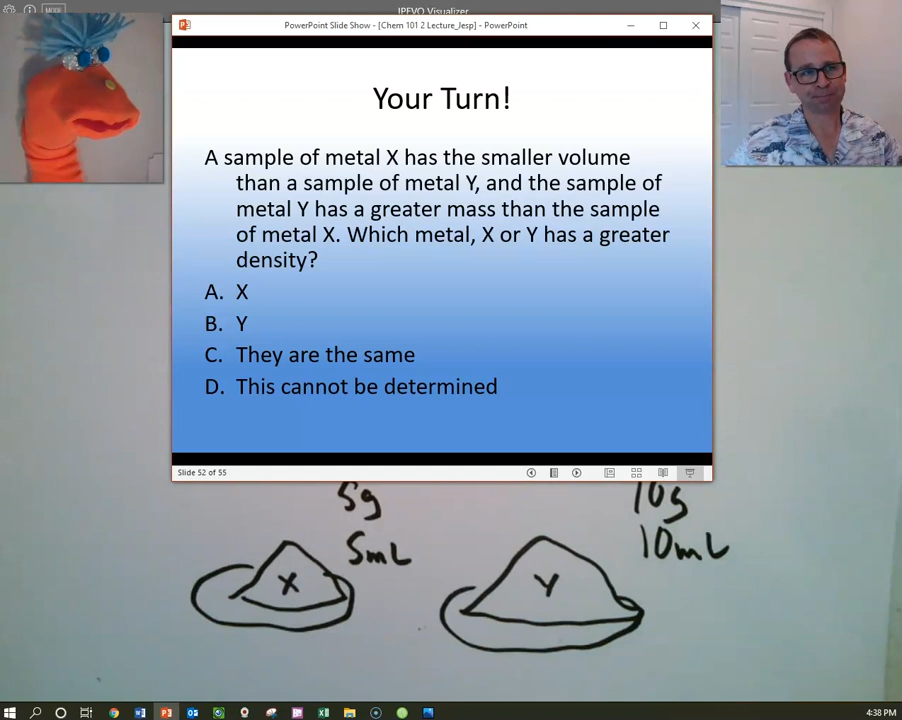 IPEVO Visualizer
MODE
PowerPoint Slide Show - [Chem 101 2 Lecture_Jesp] - PowerPoint
Your Turn!
A sample of metal X has the smaller volume
than a sample of metal Y, and the sample of
metal Y has a greater mass than the sample
of metal X. Which metal, X or Y has a greater
density?
A. X
B. Y
C. They are the same
D. This cannot be determined
Slide 52 of 55
5g
10g
5mL
10mL
X
Y
4:38 PM